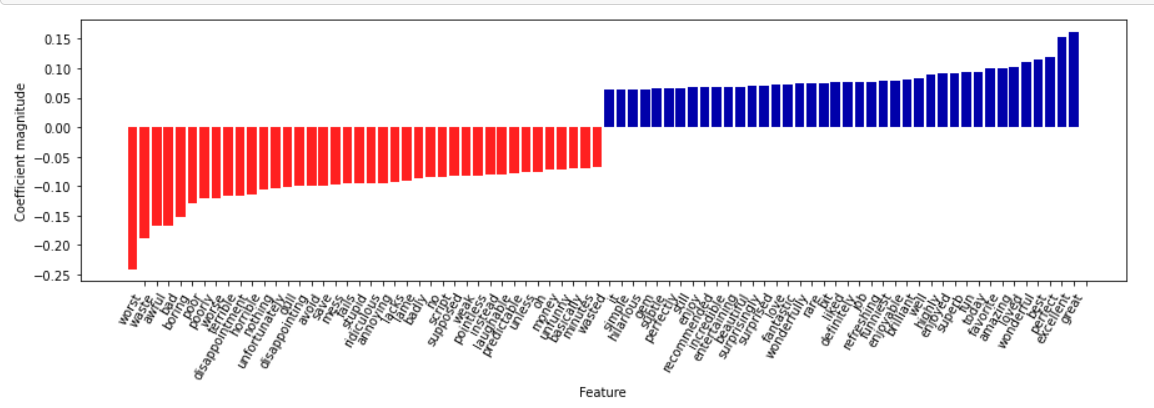 0.15
0.10
0.05
0.00
−0.05
−0.10
−0.15
−0.20
−0.25
Coefficient magnitude
worst
waste
awful
bad
boring
poor
poorly
worse
terrible
disappointment
horrible
nothing
unfortunately
dull
disappointing
avoid
save
mess
fails
stupid
ridiculous
annoying
lacks
lame
badly
no
script
supposed
weak
pointless
instead
laughable
predictable
unless
oh
money
unfunny
basically
minutes
wasted
it
simple
hilarious
gem
subtle
perfectly
still
enjoy
recommended
incredible
entertaining
beautiful
surprisingly
surprised
love
fantastic
wonderfully
rare
bit
liked
definitely
job
refreshing
funniest
enjoyable
brilliant
well
highly
enjoyed
superb
fun
today
favorite
amazing
loved
wonderful
best
perfect
excellent
great
Feature